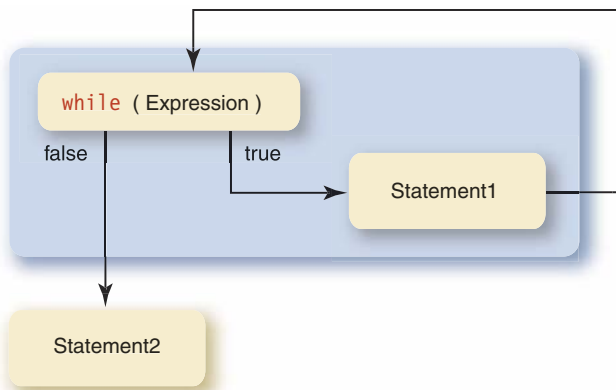 while ( Expression )
false
true
Statement1
Statement2